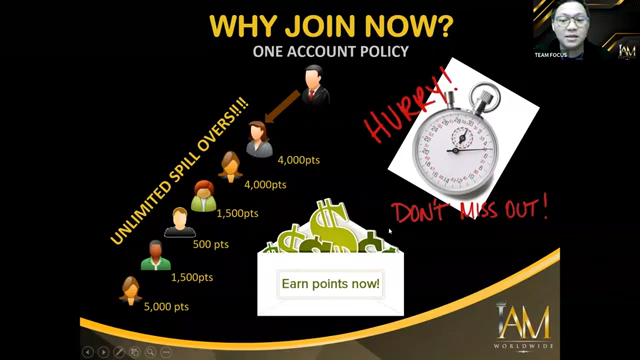 WHY JOIN NOW?
ONE ACCOUNT POLICY
TEAM FOCUS
IAM
HURRY!
UNLIMITED SPILL OVERS!!!!
4,000pts
4,000pts
1,500pts
500 pts
1,500pts
5,000 pts
DON'T MISS OUT!
Earn points now!
IAM
WORLDWIDE